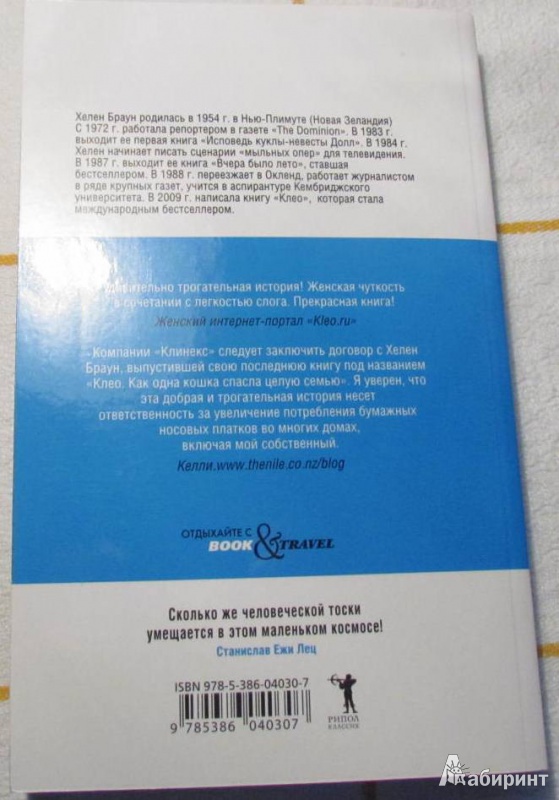 Хелен Браун родилась в 1954 г. в Нью-Плимуте (Новая Зеландия)
С 1972 г. работала репортером в газете «The Dominion». В 1983 г.
выходит ее первая книга «Исповедь куклы-невесты Долл». В 1984 г.
Хелен начинает писать сценарии «мыльных опер» для телевидения.
В 1987 г. выходит ее книга «Вчера было лето», ставшая
бестселлером. В 1988 г. переезжает в Окленд, работает журналистом
в ряде крупных газет, учится в аспирантуре Кембриджского
университета. В 2009 г. написала книгу «Клео», которая стала
международным бестселлером.
трогательная история! Женская чуткость
в сочетании с легкостью слога. Прекрасная книга!
Женский интернет-портал «Kleo.ru»
Компании «Клинекс» следует заключить договор с Хелен
Браун, выпустившей свою последнюю книгу под названием
«Клео. Как одна кошка спасла целую семью». Я уверен, что
эта добрая и трогательная история несет
ответственность за увеличение потребления бумажных
носовых платков во многих домах,
включая мой собственный.
Келли.www.thenile.co.nz/blog
ОТДЫХАЙТЕ С
BOOK & TRAVEL
Сколько же человеческой тоски
умещается в этом маленьком космосе!
Станислав Ежи Лец
ISBN 978-5-386-04030-7
9 785386 040307
РИПОЛ
КЛАССИК
Лабиринт